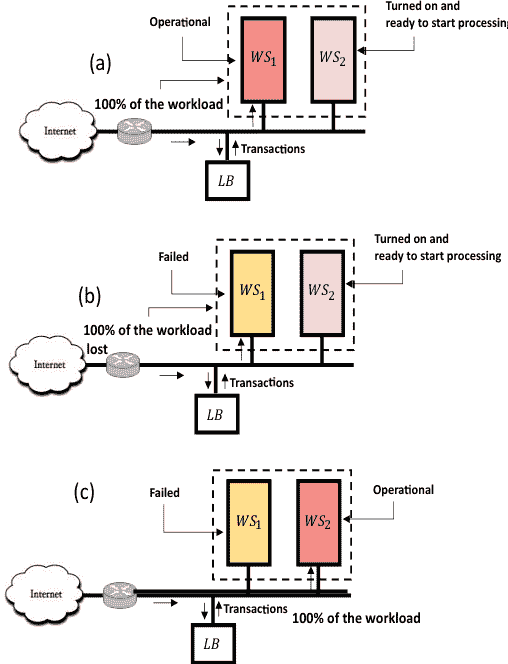 Operational
Turned on and
ready to start processing
(a)
WS1
WS2
100% of the workload
Internet
Transactions
LB
Turned on and
ready to start processing
Failed
(b)
WS1
WS2
100% of the workload
lost
Internet
Transactions
LB
(c)
Failed
Operational
WS1
WS2
Internet
Transactions
100% of the workload
LB